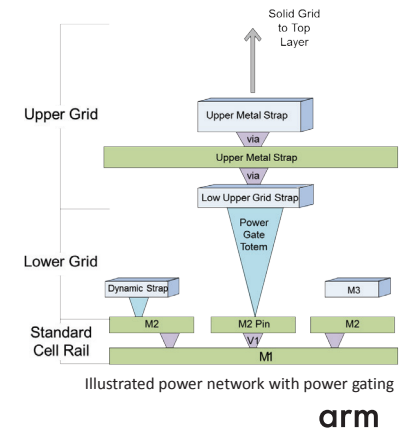 Solid Grid
to Top
Layer
Upper Grid
Upper Metal Strap
via
Upper Metal Strap
via
Low Upper Grid Strap
Power
Gate
Totem
Lower Grid
Dynamic Strap
M3
Standard
Cell Rail
M2
M2 Pin
M2
V1
M1
Illustrated power network with power gating
arm